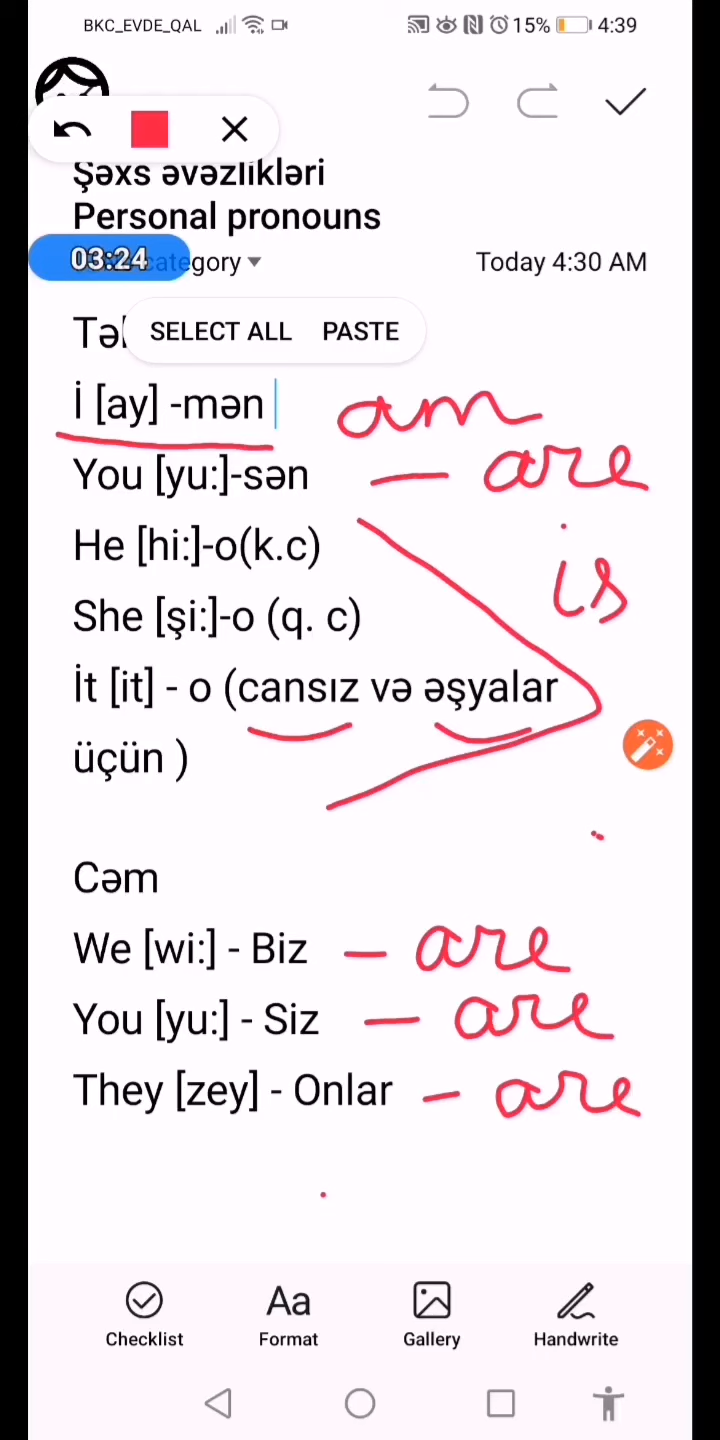 BKC_EVDE_QAL 15% 4:39
Şəxs əvəzlikləri
Personal pronouns
03:24 category Today 4:30 AM
SELECT ALL PASTE
İ [ay] -mən am
You [yu:]-sən - are
He [hi:]-o(k.c)
is
She [şi:]-o (q. c)
İt [it] - o (cansız və əşyalar
üçün )
Cəm
We [wi:] - Biz - are
You [yu:] - Siz - are
They [zey] - Onlar - are
Checklist Format Gallery Handwrite